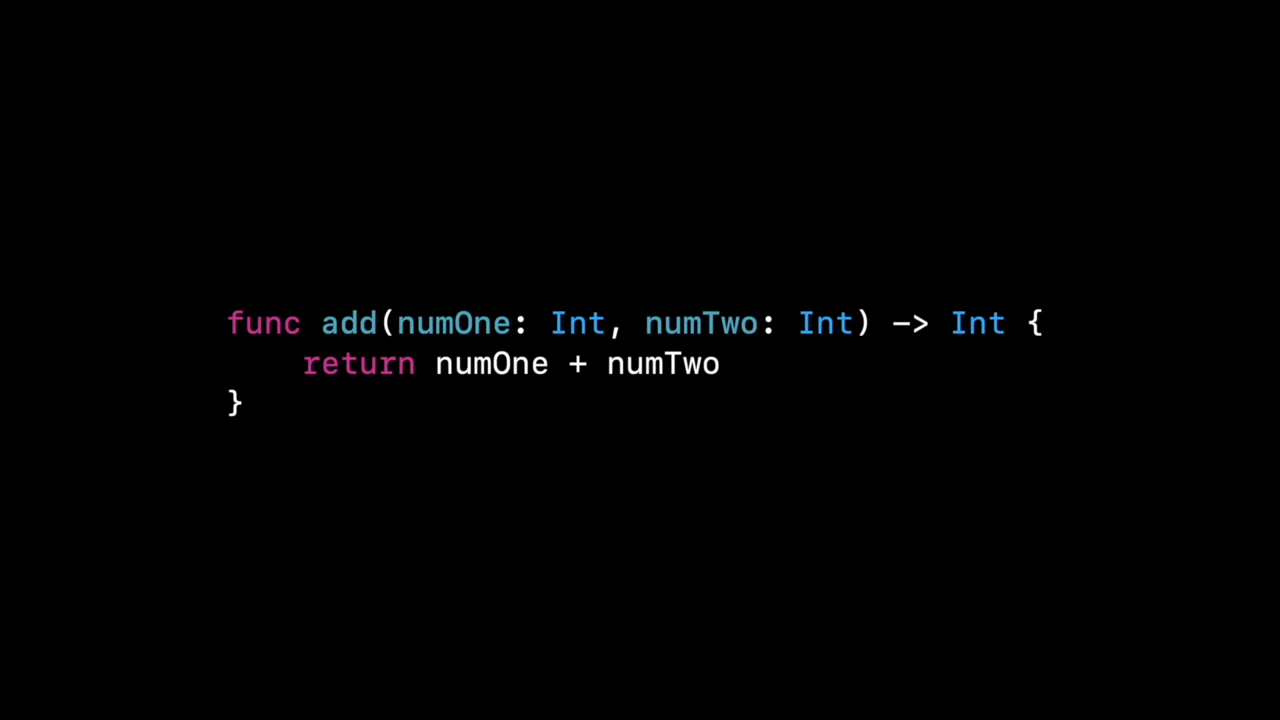 func add(numOne: Int, numTwo: Int) -> Int {
    return numOne + numTwo
}